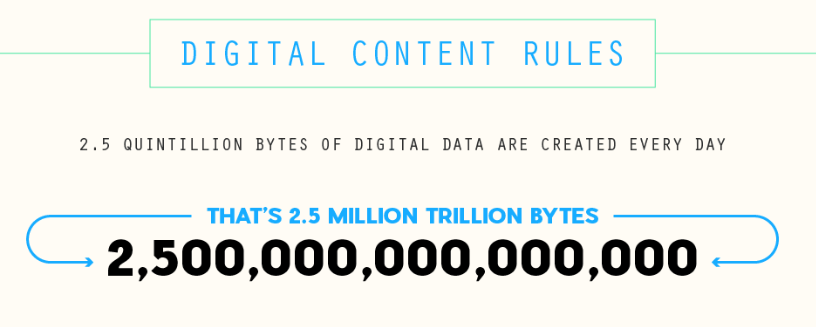 DIGITAL CONTENT RULES
2.5 QUINTILLION BYTES OF DIGITAL DATA ARE CREATED EVERY DAY
THAT'S 2.5 MILLION TRILLION BYTES
2,500,000,000,000,000